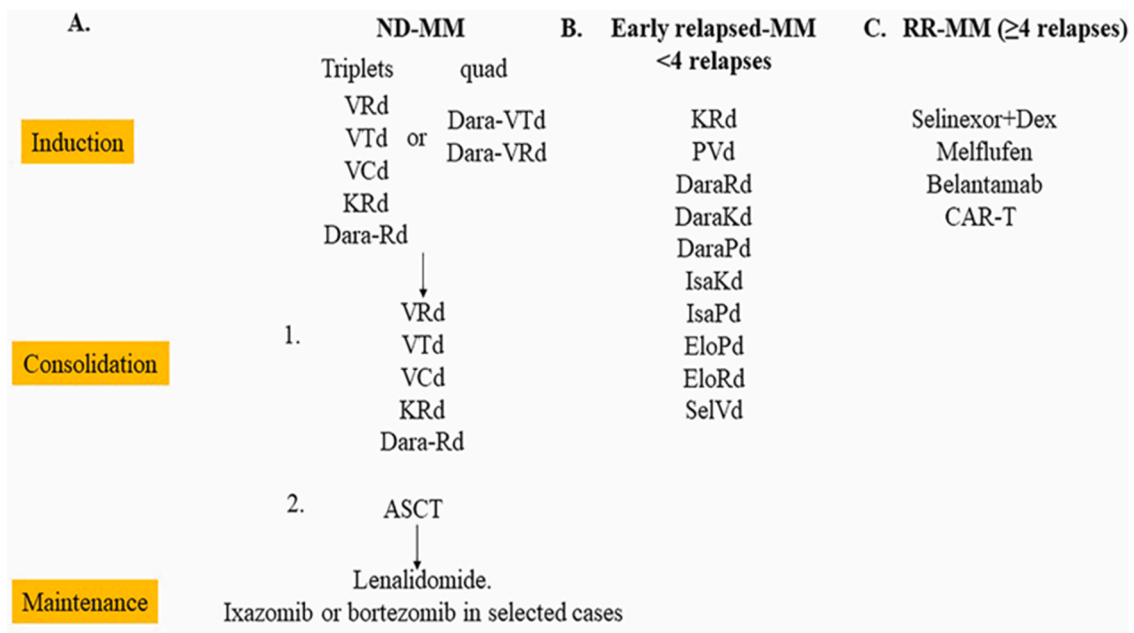 A.
ND-MM
Triplets quad
Induction
VRd
VTd
VCd
KRd
Dara-Rd
or
Dara-VTd
Dara-VRd
Consolidation
1.
VRd
VTd
VCd
KRd
Dara-Rd
2.
ASCT
Maintenance
Lenalidomide.
Ixazomib or bortezomib in selected cases
B.
Early relapsed-MM
<4 relapses
KRd
PVd
DaraRd
DaraKd
DaraPd
IsaKd
IsaPd
EloPd
EloRd
SelVd
C. RR-MM (≥4 relapses)
Selinexor+Dex
Melflufen
Belantamab
CAR-T